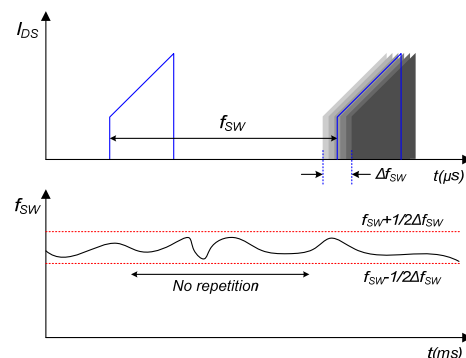 I_DS
f_SW
Δf_SW
t(μs)
f_SW
f_SW+1/2Δf_SW
No repetition
f_SW-1/2Δf_SW
t(ms)